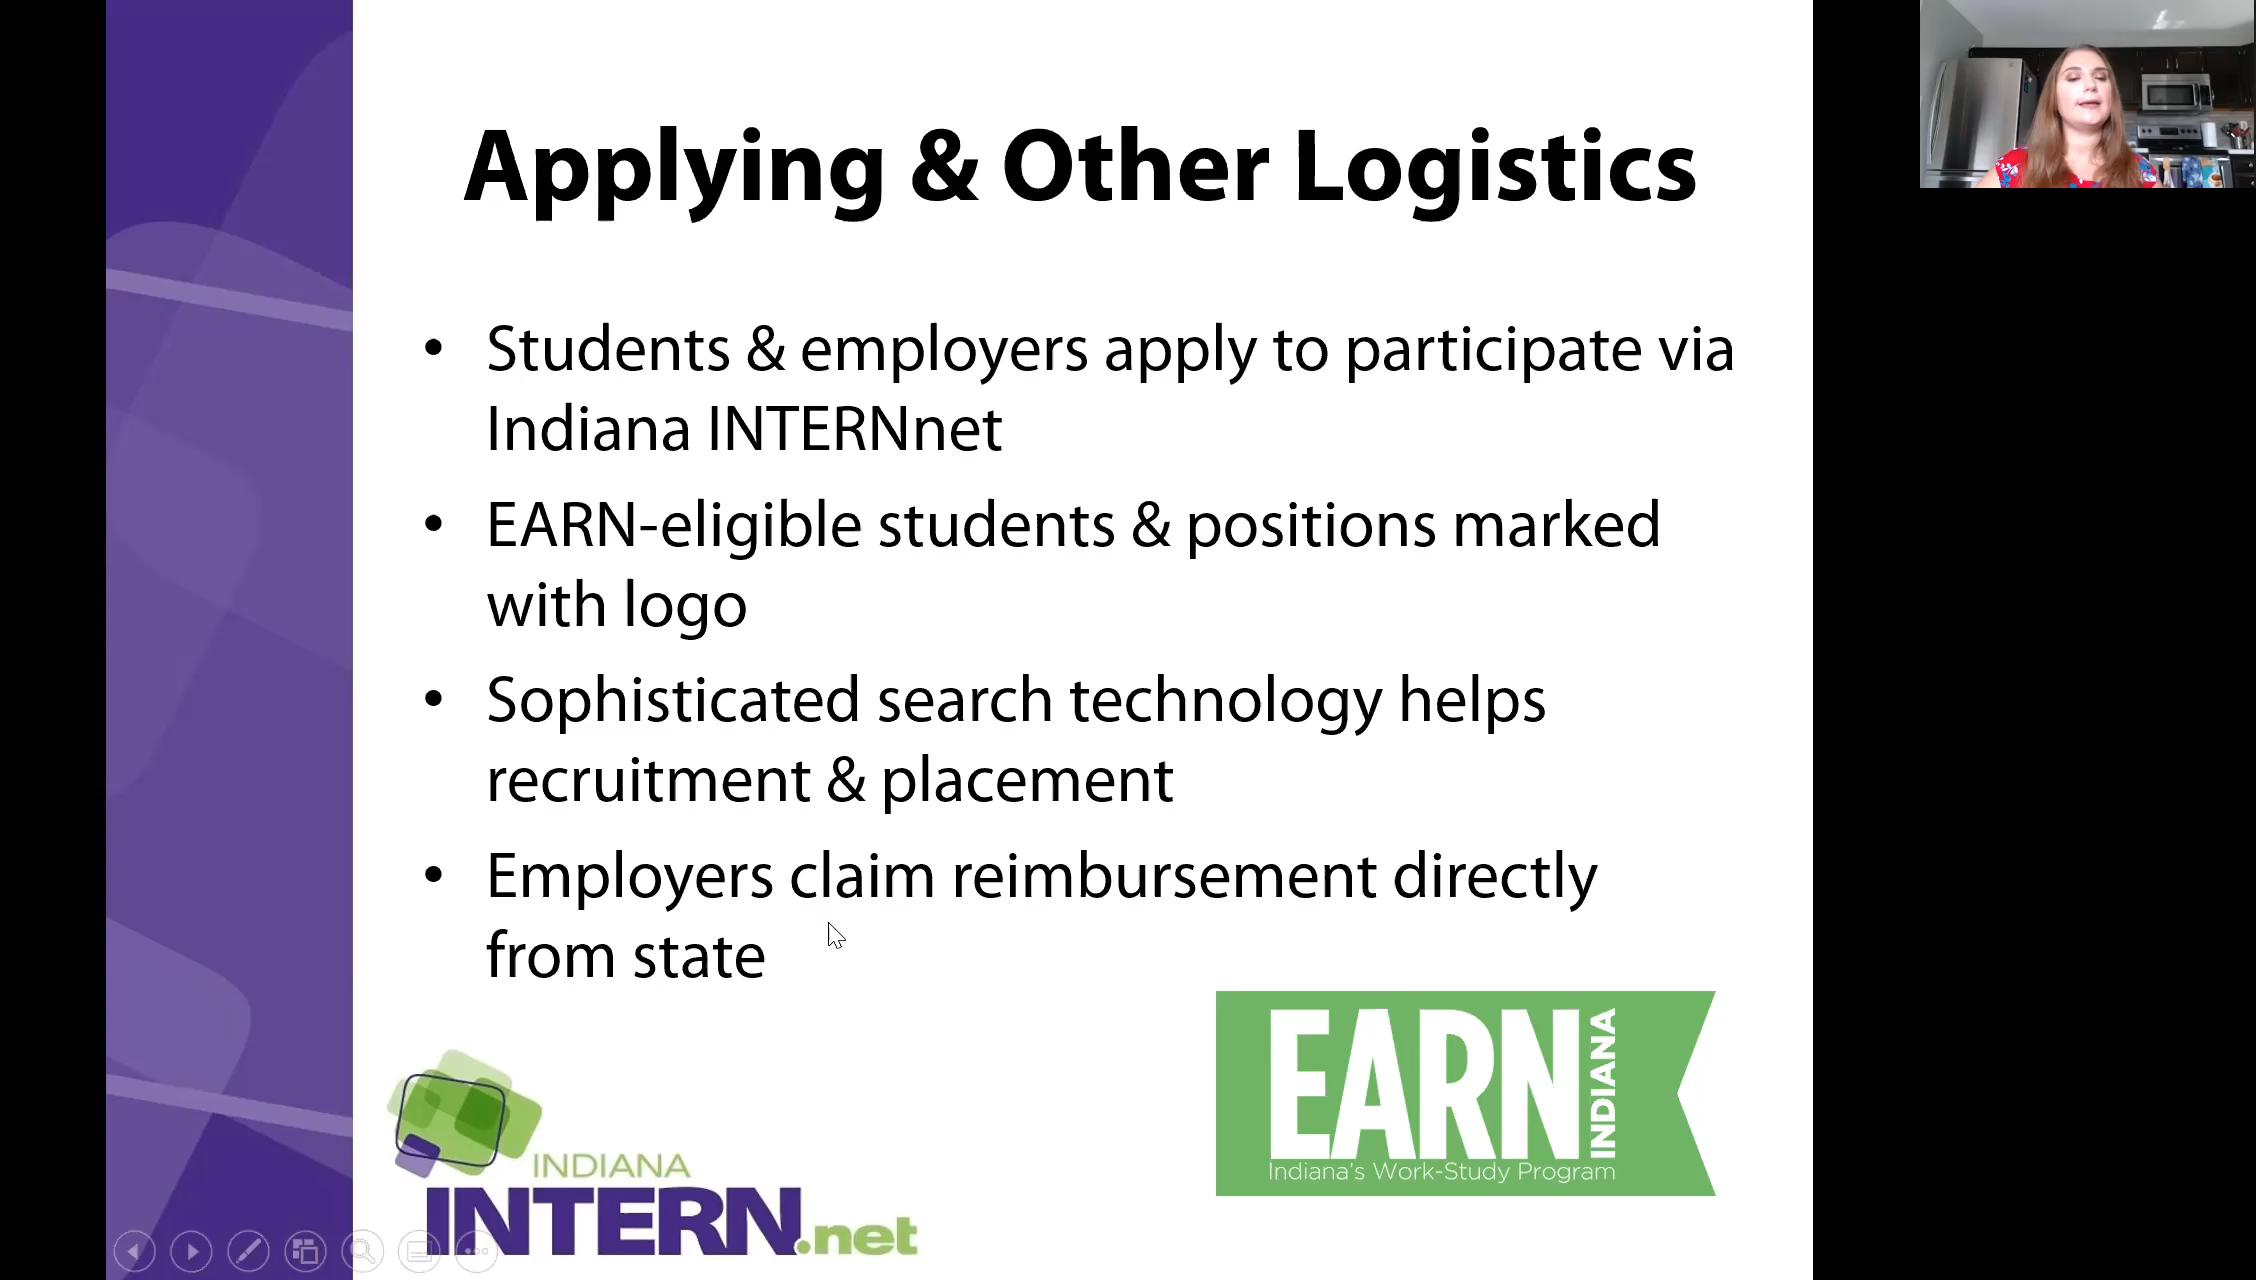 Applying & Other Logistics
• Students & employers apply to participate via
Indiana INTERNnet
• EARN-eligible students & positions marked
with logo
• Sophisticated search technology helps
recruitment & placement
• Employers claim reimbursement directly
from state
INDIANA
INTERN.net
EARN
INDIANA
Indiana's Work-Study Program